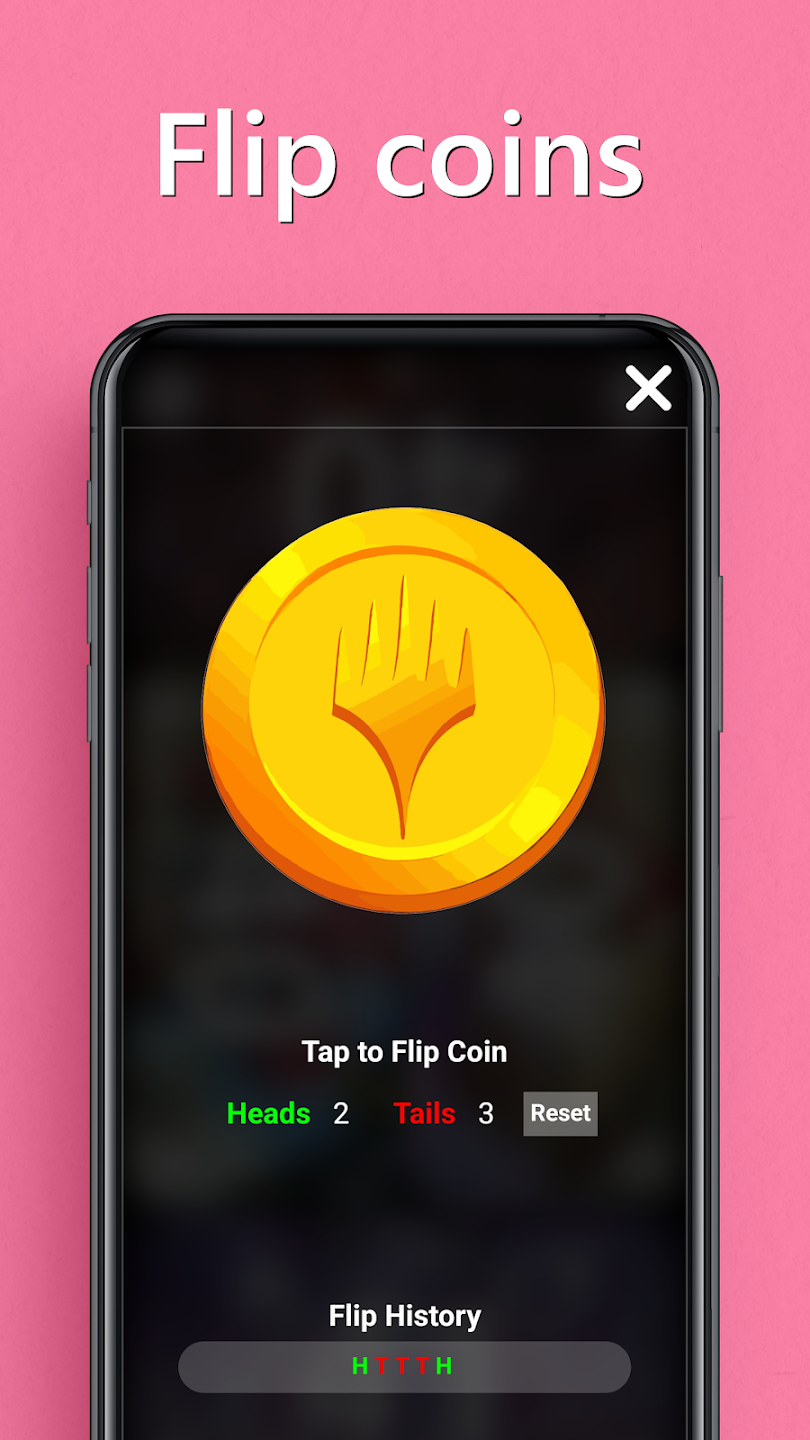 Flip coins
Tap to Flip Coin
Heads 2 Tails 3 Reset
Flip History
H T T T H